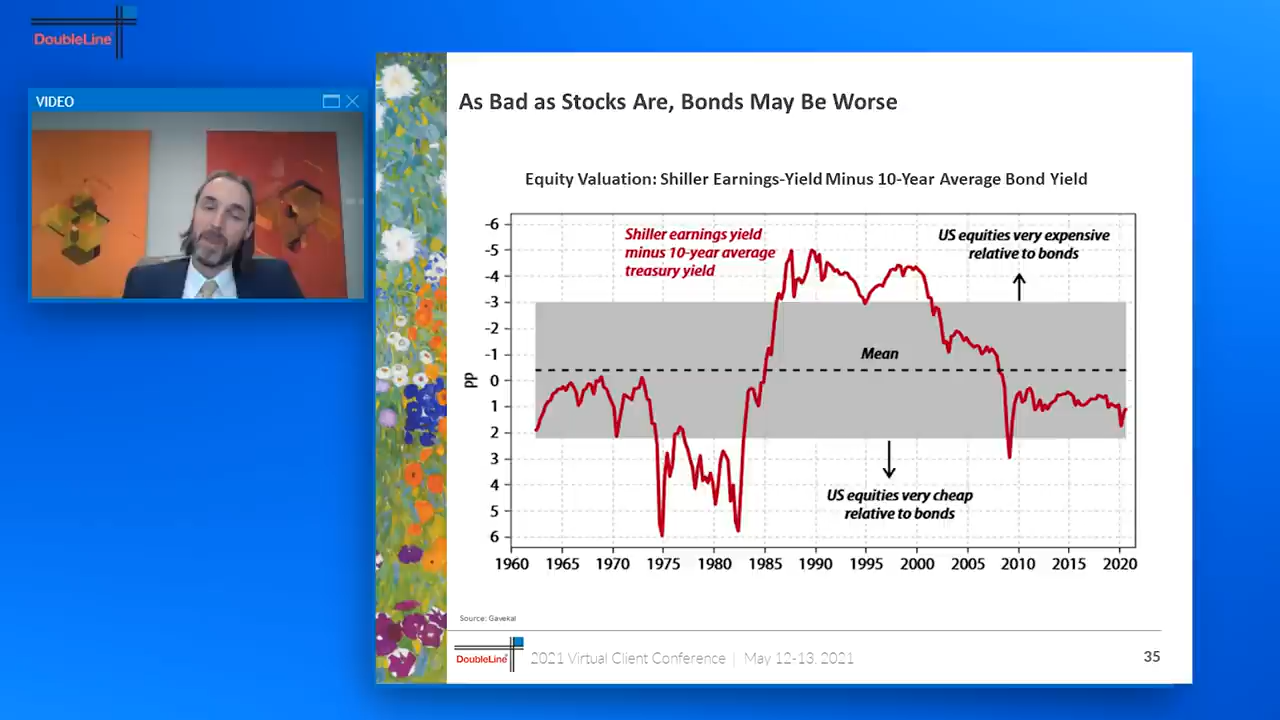 DoubleLine
VIDEO
As Bad as Stocks Are, Bonds May Be Worse
Equity Valuation: Shiller Earnings-Yield Minus 10-Year Average Bond Yield
Shiller earnings yield
minus 10-year average
treasury yield
US equities very expensive
relative to bonds
Mean
US equities very cheap
relative to bonds
pp
-6
-5
-4
-3
-2
-1
0
1
2
3
4
5
6
1960 1965 1970 1975 1980 1985 1990 1995 2000 2005 2010 2015 2020
Source: Gavekal
DoubleLine
2021 Virtual Client Conference | May 12-13, 2021
35